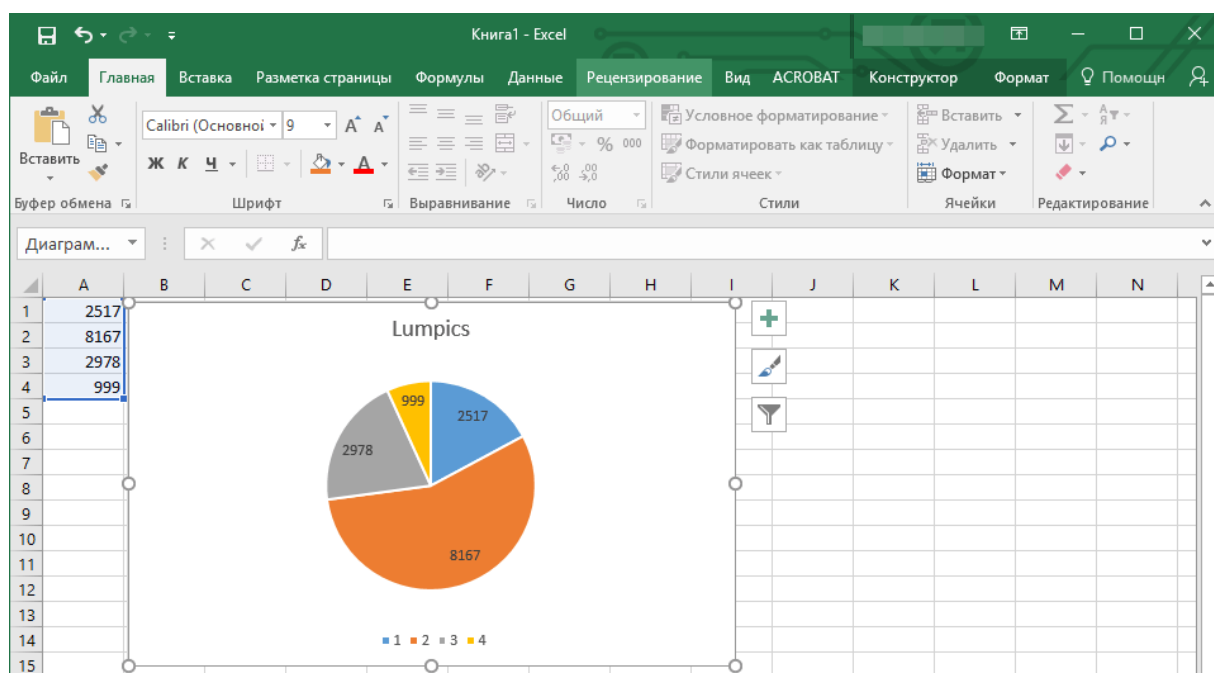 Книга1 - Excel
Файл Главная Вставка Разметка страницы Формулы Данные Рецензирование Вид ACROBAT Конструктор Формат Помощн
Вставить
Calibri (Основної 9 A A
Ж К Ч А
Общий
% 000
,00 →,0
Условное форматирование
Форматировать как таблицу
Стили ячеек
Вставить
Удалить
Формат
Σ
Буфер обмена Шрифт Выравнивание Число Стили Ячейки Редактирование
Диаграм... fx
A B C D E F G H I J K L M N
1 2517
2 8167
3 2978
4 999
5
6
7
8
9
10
11
12
13
14
15
Lumpics
999
2517
2978
8167
1 2 3 4